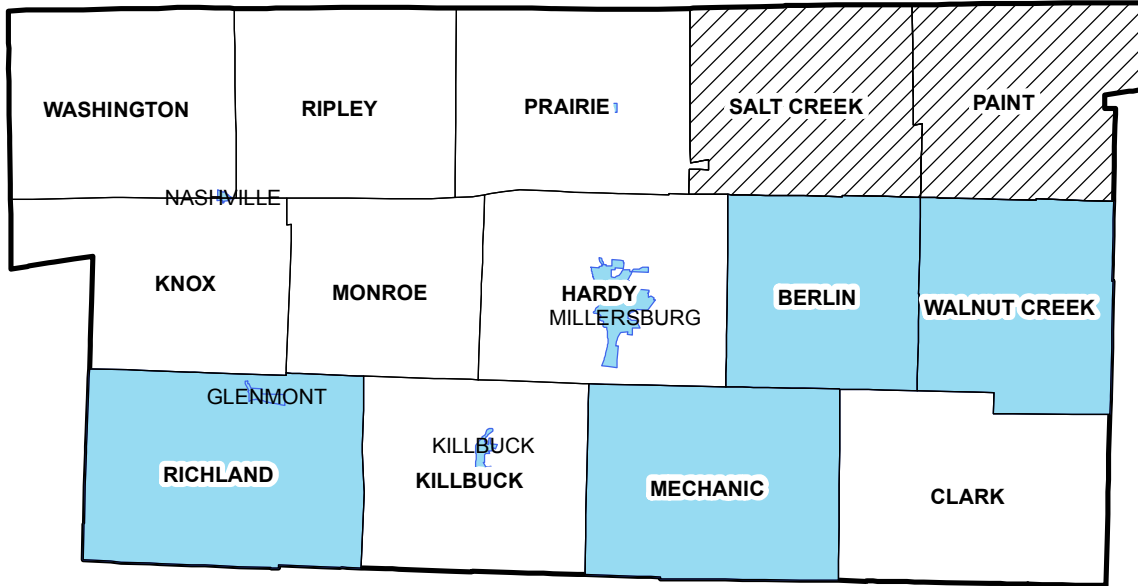 WASHINGTON
RIPLEY
PRAIRIE
SALT CREEK
PAINT
NASHVILLE
KNOX
MONROE
HARDY
MILLERSBURG
BERLIN
WALNUT CREEK
GLENMONT
RICHLAND
KILLBUCK
KILLBUCK
MECHANIC
CLARK